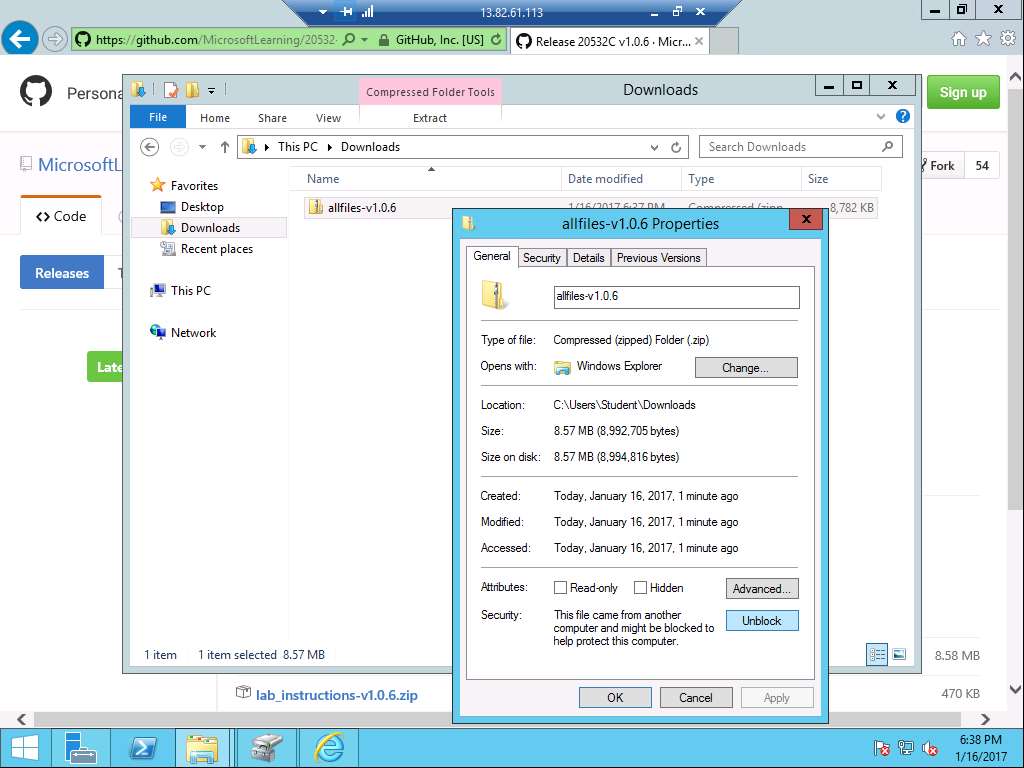 13.82.61.113
https://github.com/MicrosoftLearning/20532-
GitHub, Inc. [US]
Release 20532C v1.0.6 · Micr...
Persona
Sign up
Compressed Folder Tools
Downloads
File
Home
Share
View
Extract
This PC
Downloads
Search Downloads
MicrosoftL
Fork
54
Code
Releases
Late
Favorites
Desktop
Downloads
Recent places
This PC
Network
Name
Date modified
Type
Size
allfiles-v1.0.6
1/16/2017 6:37 PM
Compressed (zipp
8,782 KB
allfiles-v1.0.6 Properties
General
Security
Details
Previous Versions
allfiles-v1.0.6
Type of file:
Compressed (zipped) Folder (.zip)
Opens with:
Windows Explorer
Change...
Location:
C:\Users\Student\Downloads
Size:
8.57 MB (8,992,705 bytes)
Size on disk:
8.57 MB (8,994,816 bytes)
Created:
Today, January 16, 2017, 1 minute ago
Modified:
Today, January 16, 2017, 1 minute ago
Accessed:
Today, January 16, 2017, 1 minute ago
Attributes:
Read-only
Hidden
Advanced...
Security:
This file came from another
computer and might be blocked to
help protect this computer.
Unblock
OK
Cancel
Apply
1 item
1 item selected 8.57 MB
8.58 MB
lab_instructions-v1.0.6.zip
470 KB
6:38 PM
1/16/2017